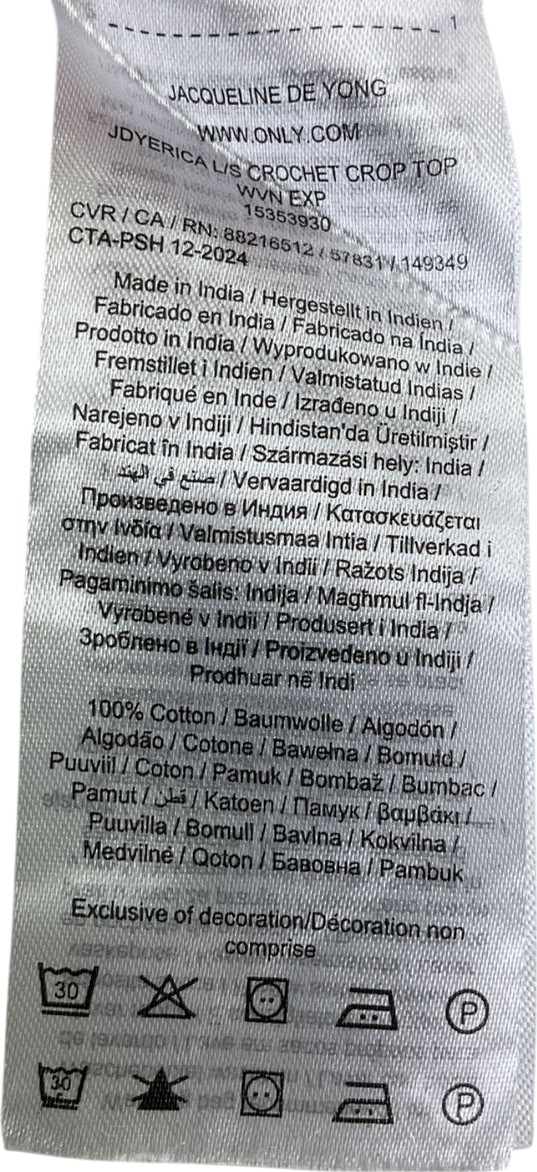 1
JACQUELINE DE YONG
WWW.ONLY.COM
JDYERICA L/S CROCHET CROP TOP
WVN EXP
15353930
CVR / CA / RN: 88216512 / 57831 / 149349
CTA-PSH 12-2024
Made in India / Hergestellt in Indien /
Fabricado en India / Fabricado na Índia /
Prodotto in India / Wyprodukowano w Indie /
Fremstillet i Indien / Valmistatud Indias /
Fabriqué en Inde / Izrađeno u Indiji /
Narejeno v Indiji / Hindistan'da Üretilmiştir /
Fabricat în India / Származási hely: India /
صنع في الهند / Vervaardigd in India /
Произведено в Индия / Κατασκευάζεται
στην Ινδία / Valmistusmaa Intia / Tillverkad i
Indien / Vyrobeno v Indii / Ražots Indija /
Pagaminimo šalis: Indija / Magħmul fl-Indja /
Vyrobené v Indii / Produsert i India /
Зроблено в Індії / Proizvedeno u Indiji /
Prodhuar në Indi
100% Cotton / Baumwolle / Algodón /
Algodão / Cotone / Bawełna / Bomuld /
Puuviil / Coton / Pamuk / Bombaž / Bumbac /
Pamut / قطن / Katoen / Памук / βαμβάκι /
Puuvilla / Bomull / Bavlna / Kokvilna /
Medvilné / Qoton / Бавовна / Pambuk
Exclusive of decoration/Décoration non
comprise
30 P
30 P